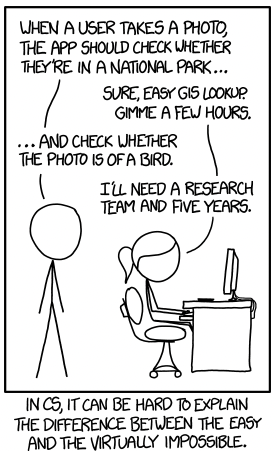 WHEN A USER TAKES A PHOTO,
THE APP SHOULD CHECK WHETHER
THEY'RE IN A NATIONAL PARK...
SURE, EASY GIS LOOKUP.
GIMME A FEW HOURS.
...AND CHECK WHETHER
THE PHOTO IS OF A BIRD.
I'LL NEED A RESEARCH
TEAM AND FIVE YEARS.
IN CS, IT CAN BE HARD TO EXPLAIN
THE DIFFERENCE BETWEEN THE EASY
AND THE VIRTUALLY IMPOSSIBLE.